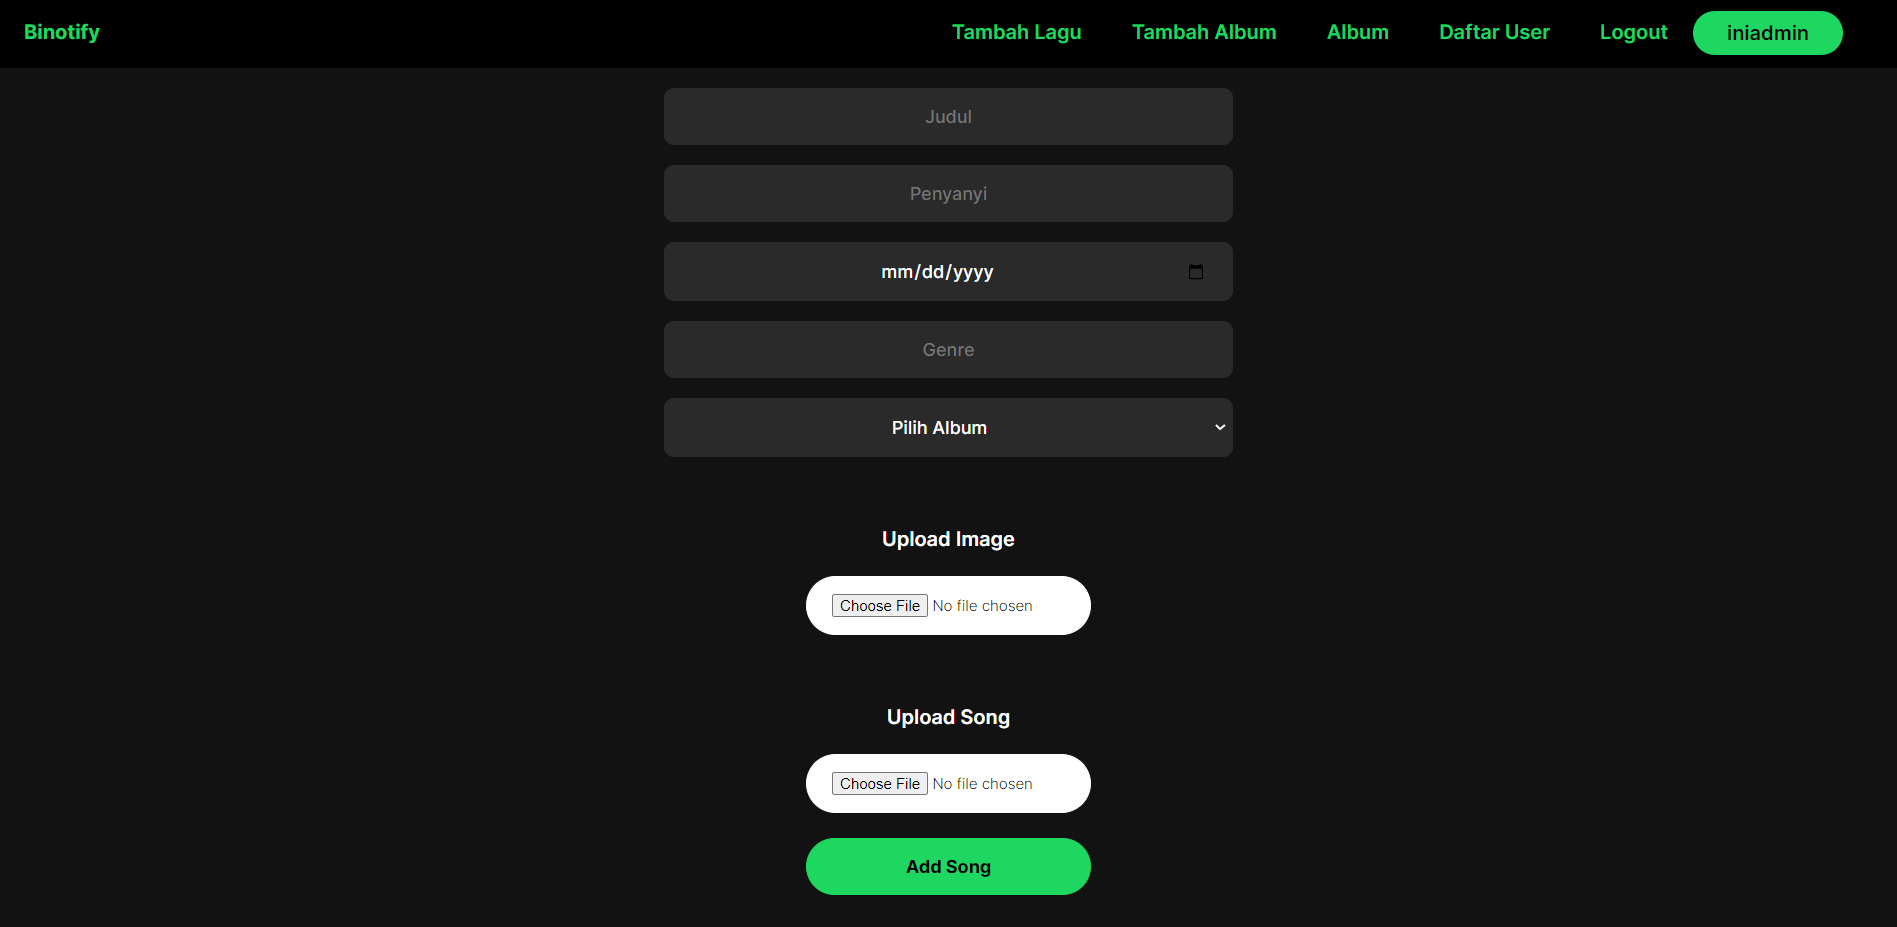 Binotify
Tambah Lagu
Tambah Album
Album
Daftar User
Logout
iniadmin
Judul
Penyanyi
mm/dd/yyyy
Genre
Pilih Album
Upload Image
Choose File No file chosen
Upload Song
Choose File No file chosen
Add Song